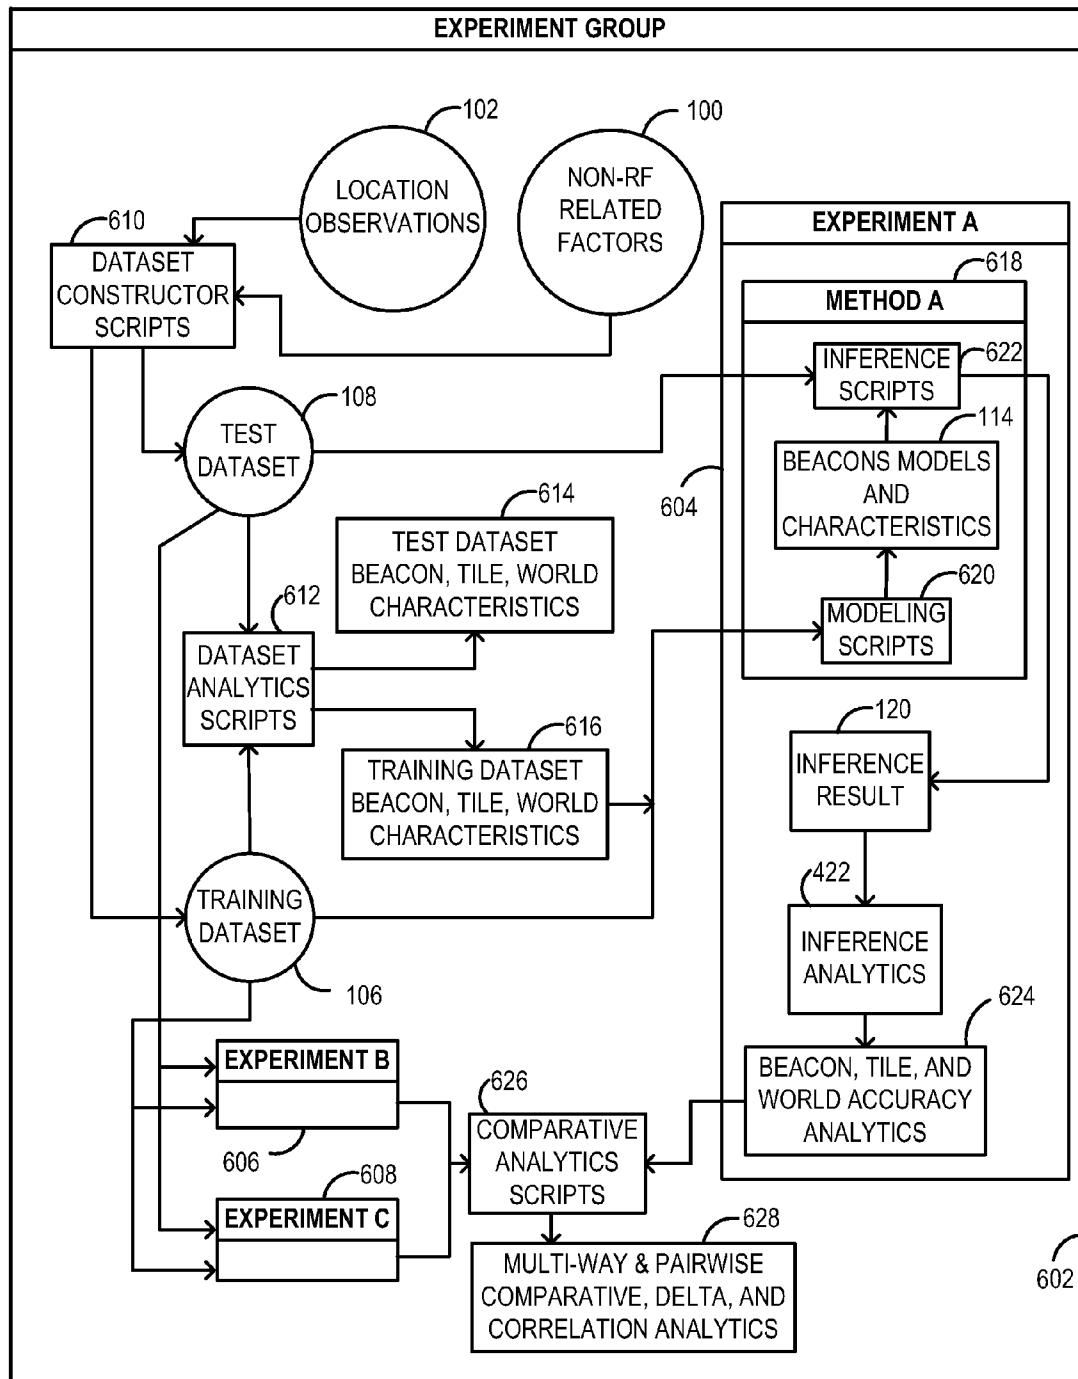 EXPERIMENT GROUP
102
100
LOCATION
OBSERVATIONS
NON-RF
RELATED
FACTORS
610
DATASET
CONSTRUCTOR
SCRIPTS
EXPERIMENT A
618
METHOD A
INFERENCE
SCRIPTS
622
108
TEST
DATASET
114
BEACONS MODELS
AND
CHARACTERISTICS
604
614
TEST DATASET
BEACON, TILE, WORLD
CHARACTERISTICS
620
MODELING
SCRIPTS
612
DATASET
ANALYTICS
SCRIPTS
616
TRAINING DATASET
BEACON, TILE, WORLD
CHARACTERISTICS
120
INFERENCE
RESULT
TRAINING
DATASET
106
422
INFERENCE
ANALYTICS
624
BEACON, TILE, AND
WORLD ACCURACY
ANALYTICS
EXPERIMENT B
606
626
COMPARATIVE
ANALYTICS
SCRIPTS
608
EXPERIMENT C
628
MULTI-WAY & PAIRWISE
COMPARATIVE, DELTA, AND
CORRELATION ANALYTICS
602